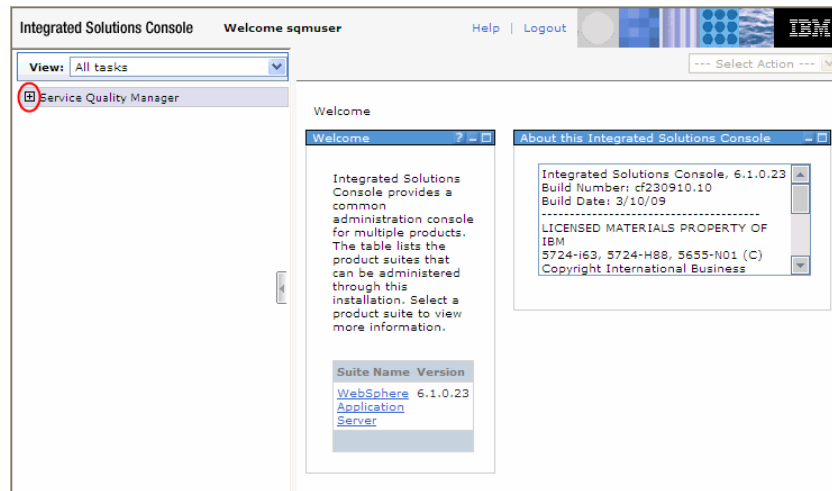 Integrated Solutions Console Welcome sqmuser Help | Logout IBM
View: All tasks
--- Select Action ---
Service Quality Manager
Welcome
Welcome
Integrated Solutions
Console provides a
common
administration console
for multiple products.
The table lists the
product suites that
can be administered
through this
installation. Select a
product suite to view
more information.
Suite Name Version
WebSphere 6.1.0.23
Application
Server
About this Integrated Solutions Console
Integrated Solutions Console, 6.1.0.23
Build Number: cf230910.10
Build Date: 3/10/09
---------------------------------------
LICENSED MATERIALS PROPERTY OF
IBM
5724-i63, 5724-H88, 5655-N01 (C)
Copyright International Business